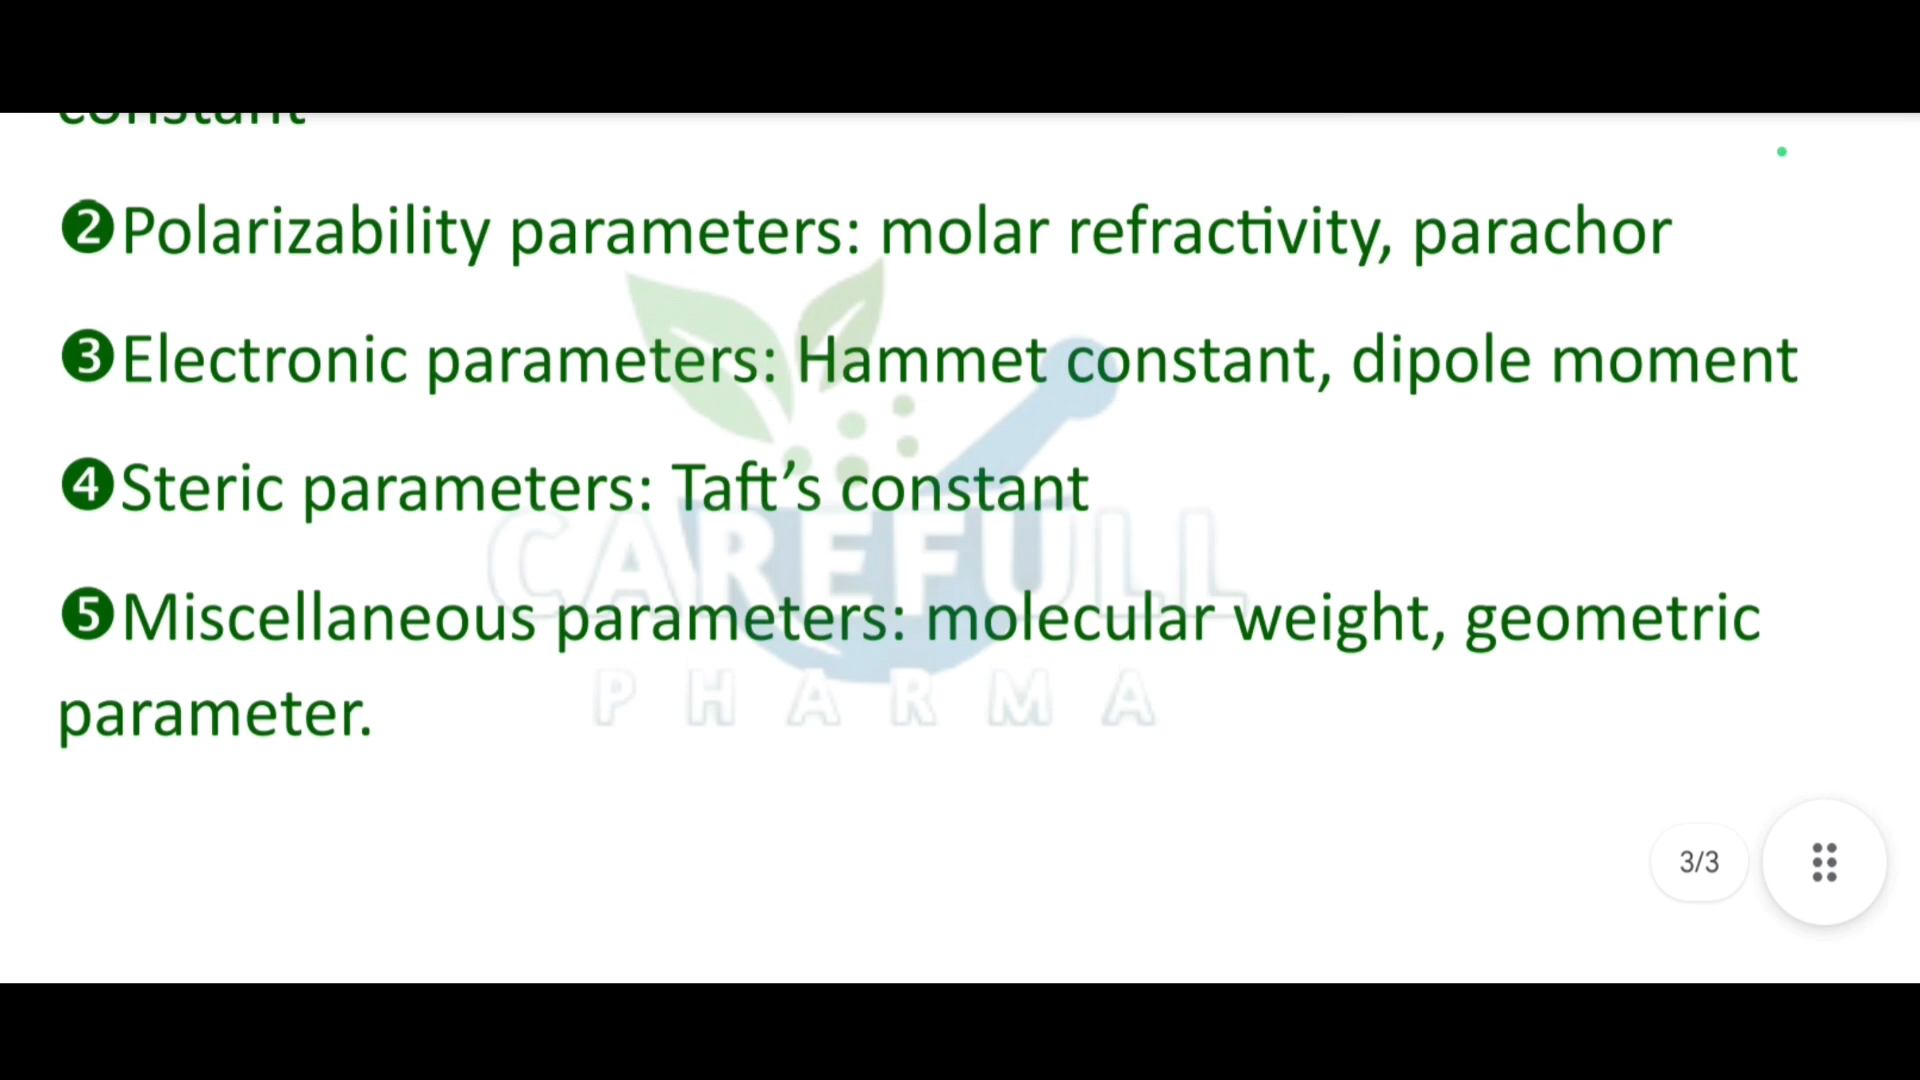 constant
❷Polarizability parameters: molar refractivity, parachor
❸Electronic parameters: Hammet constant, dipole moment
❹Steric parameters: Taft’s constant
❺Miscellaneous parameters: molecular weight, geometric
parameter.
CAREFULL
PHARMA
3/3